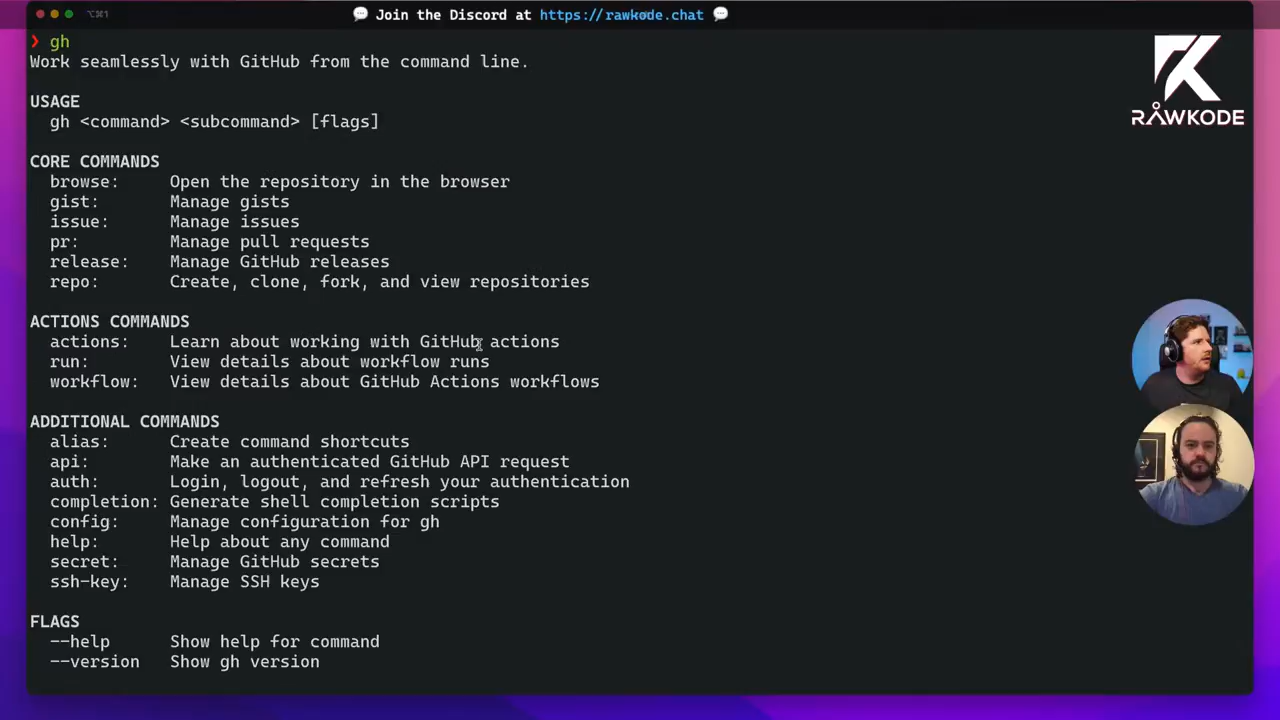 ⌥⌘1
💬 Join the Discord at https://rawkode.chat 💬
❯ gh
Work seamlessly with GitHub from the command line.
USAGE
gh <command> <subcommand> [flags]
CORE COMMANDS
browse: Open the repository in the browser
gist: Manage gists
issue: Manage issues
pr: Manage pull requests
release: Manage GitHub releases
repo: Create, clone, fork, and view repositories
ACTIONS COMMANDS
actions: Learn about working with GitHub actions
run: View details about workflow runs
workflow: View details about GitHub Actions workflows
ADDITIONAL COMMANDS
alias: Create command shortcuts
api: Make an authenticated GitHub API request
auth: Login, logout, and refresh your authentication
completion: Generate shell completion scripts
config: Manage configuration for gh
help: Help about any command
secret: Manage GitHub secrets
ssh-key: Manage SSH keys
FLAGS
--help Show help for command
--version Show gh version
RÅWKODE